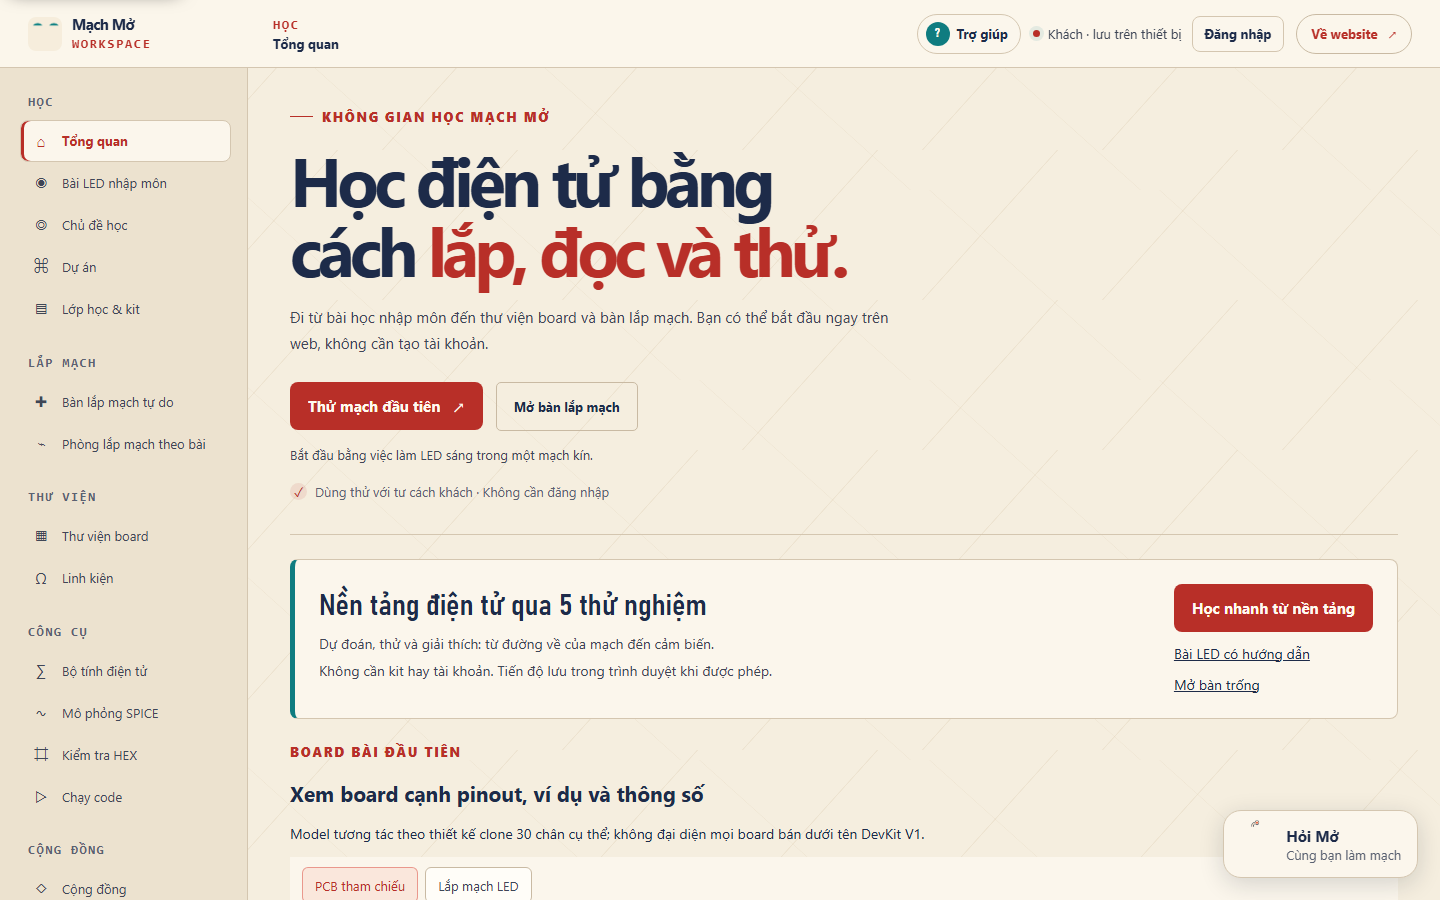 Mạch Mở
WORKSPACE
HỌC
Tổng quan
? Trợ giúp
Khách · lưu trên thiết bị
Đăng nhập
Về website ↗
HỌC
Tổng quan
Bài LED nhập môn
Chủ đề học
Dự án
Lớp học & kit
LẮP MẠCH
Bàn lắp mạch tự do
Phòng lắp mạch theo bài
THƯ VIỆN
Thư viện board
Linh kiện
CÔNG CỤ
Bộ tính điện tử
Mô phỏng SPICE
Kiểm tra HEX
Chạy code
CỘNG ĐỒNG
Cộng đồng
KHÔNG GIAN HỌC MẠCH MỞ
Học điện tử bằng
cách lắp, đọc và thử.
Đi từ bài học nhập môn đến thư viện board và bàn lắp mạch. Bạn có thể bắt đầu ngay trên
web, không cần tạo tài khoản.
Thử mạch đầu tiên ↗
Mở bàn lắp mạch
Bắt đầu bằng việc làm LED sáng trong một mạch kín.
✓ Dùng thử với tư cách khách · Không cần đăng nhập
Nền tảng điện tử qua 5 thử nghiệm
Dự đoán, thử và giải thích: từ đường về của mạch đến cảm biến.
Không cần kit hay tài khoản. Tiến độ lưu trong trình duyệt khi được phép.
Học nhanh từ nền tảng
Bài LED có hướng dẫn
Mở bàn trống
BOARD BÀI ĐẦU TIÊN
Xem board cạnh pinout, ví dụ và thông số
Model tương tác theo thiết kế clone 30 chân cụ thể; không đại diện mọi board bán dưới tên DevKit V1.
PCB tham chiếu
Lắp mạch LED
Hỏi Mở
Cùng bạn làm mạch